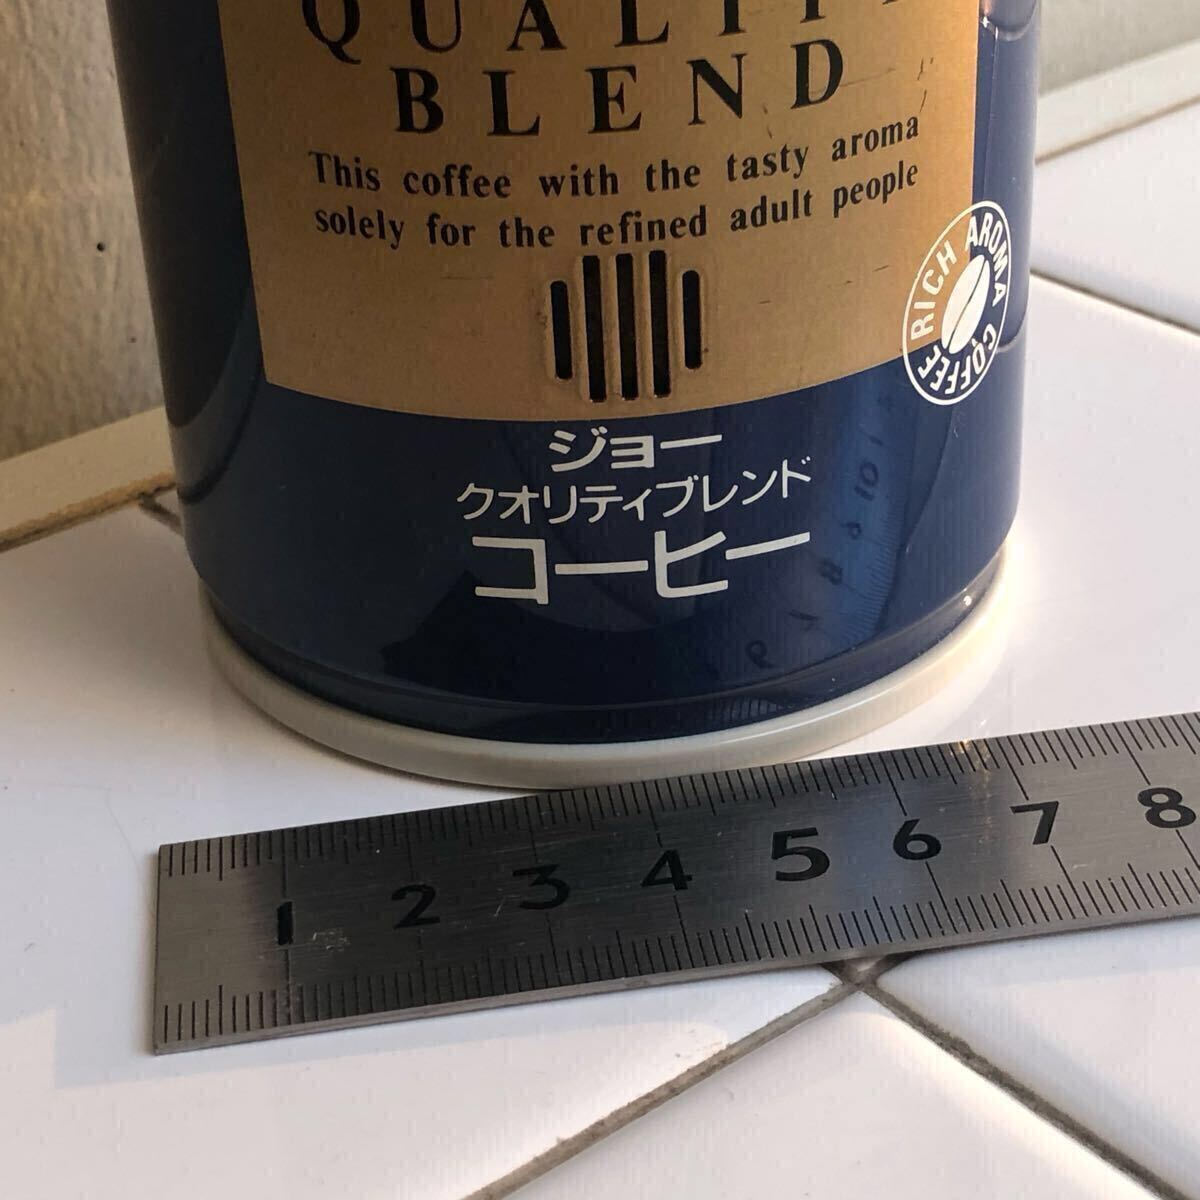 QUALITY
BLEND
This coffee with the tasty aroma
solely for the refined adult people
RICH AROMA COFFEE
ジョー
クオリティブレンド
コーヒー
1 2 3 4 5 6 7 8